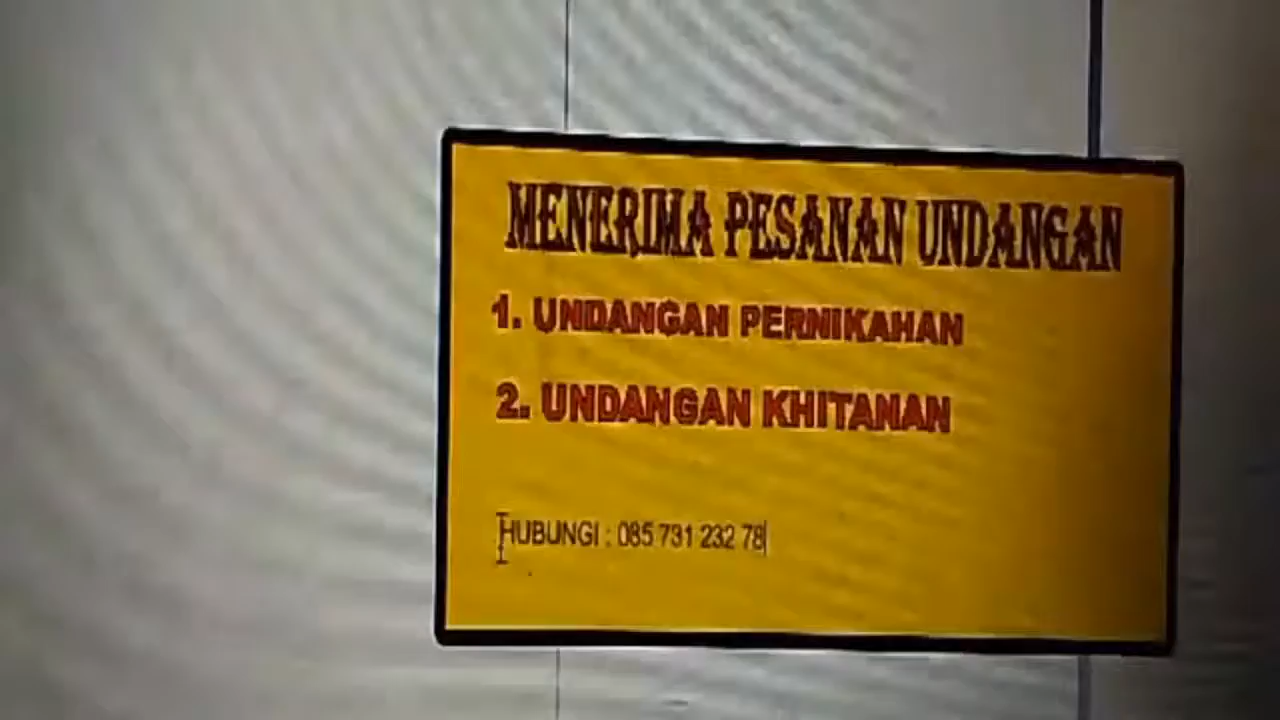 MENERIMA PESANAN UNDANGAN
1. UNDANGAN PERNIKAHAN
2. UNDANGAN KHITANAN
HUBUNGI : 085 731 232 78